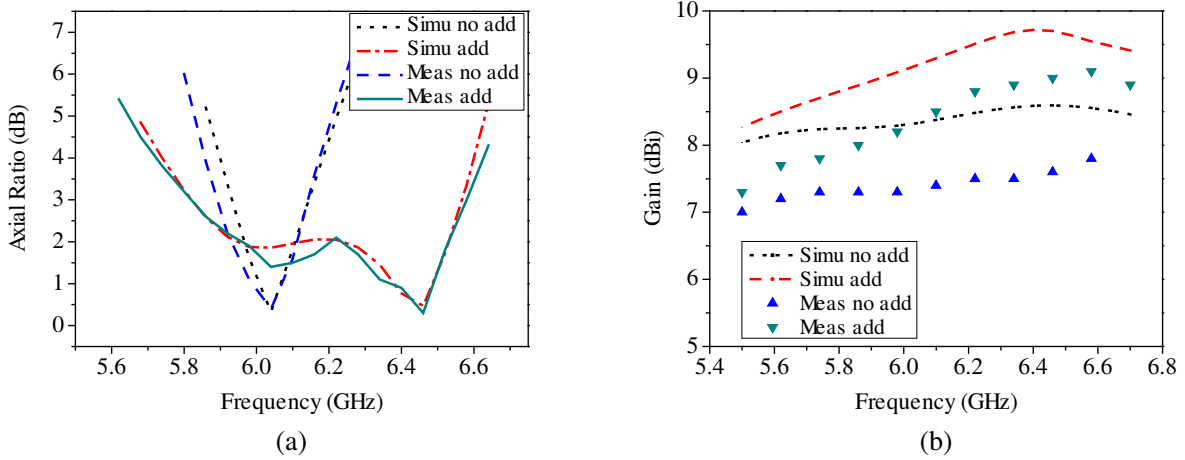 7
6
5
4
3
2
1
0
Axial Ratio (dB)
Simu no add
Simu add
Meas no add
Meas add
5.6 5.8 6.0 6.2 6.4 6.6
Frequency (GHz)
(a)
10
9
8
7
6
5
Gain (dBi)
Simu no add
Simu add
Meas no add
Meas add
5.4 5.6 5.8 6.0 6.2 6.4 6.6 6.8
Frequency (GHz)
(b)